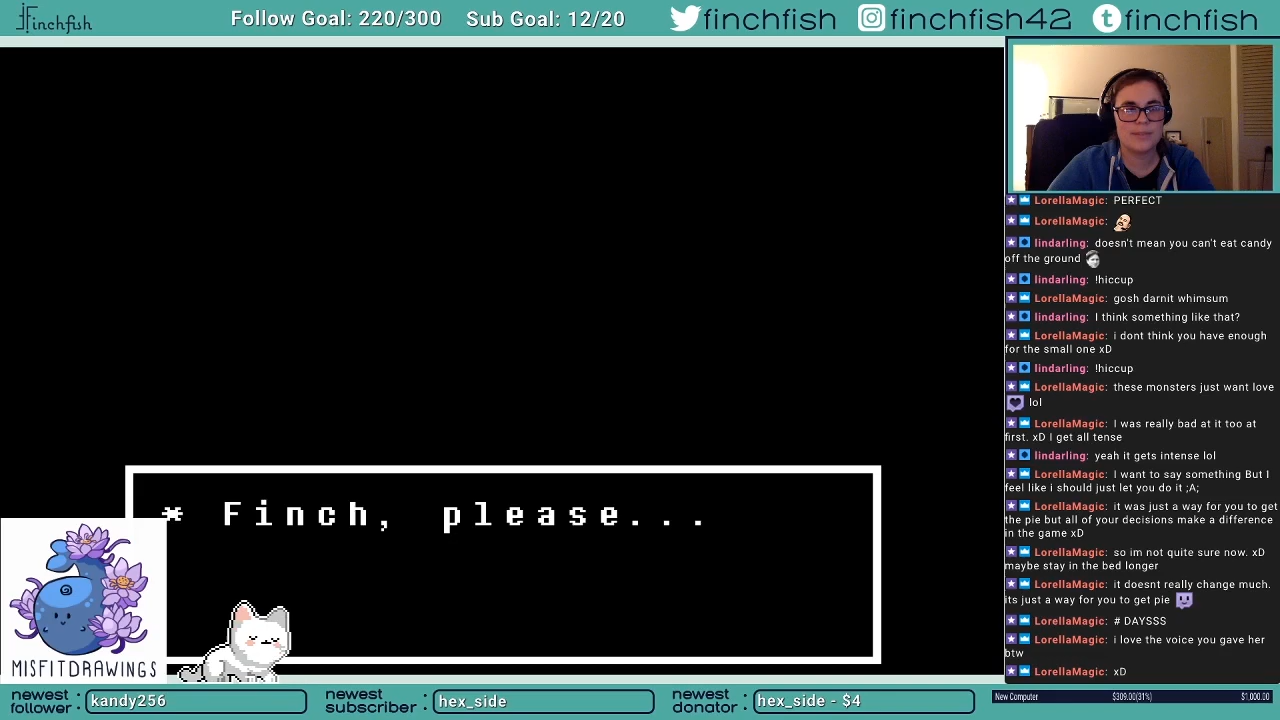 Finchfish
Follow Goal: 220/300
Sub Goal: 12/20
finchfish
finchfish42
finchfish
LorellaMagic: PERFECT
LorellaMagic:
lindarling: doesn't mean you can't eat candy
off the ground
lindarling: !hiccup
LorellaMagic: gosh darnit whimsum
lindarling: I think something like that?
LorellaMagic: i dont think you have enough
for the small one xD
lindarling: !hiccup
LorellaMagic: these monsters just want love
lol
LorellaMagic: I was really bad at it too at
first. xD I get all tense
lindarling: yeah it gets intense lol
LorellaMagic: I want to say something But I
feel like i should just let you do it ;A;
LorellaMagic: it was just a way for you to get
the pie but all of your decisions make a difference
in the game xD
LorellaMagic: so im not quite sure now. xD
maybe stay in the bed longer
LorellaMagic: it doesnt really change much.
its just a way for you to get pie
LorellaMagic: # DAYSSS
LorellaMagic: i love the voice you gave her
btw
LorellaMagic: xD
* Finch, please...
MISFITDRAWINGS
newest follower: kandy256
newest subscriber: hex_side
newest donator: hex_side - $4
New Computer $309.00(31%) $1,000.00